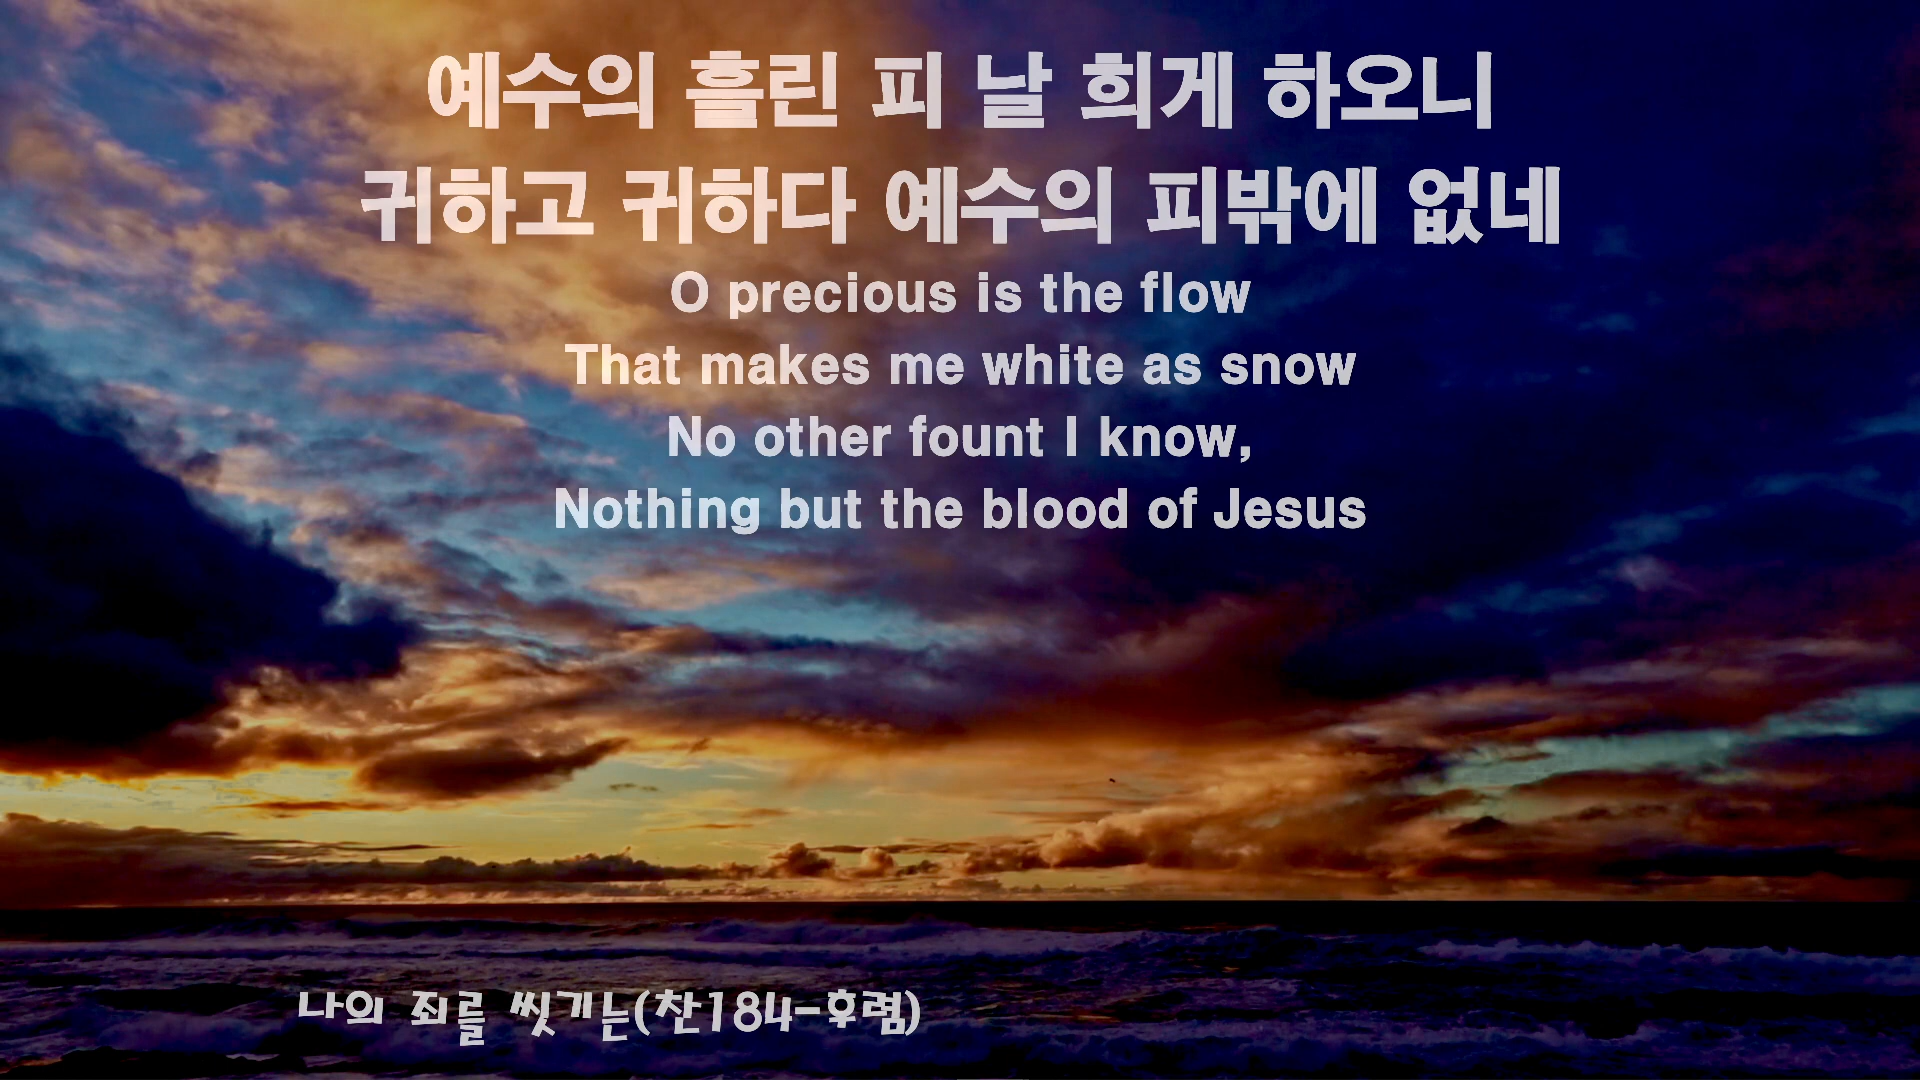 예수의 흘린 피 날 희게 하오니
귀하고 귀하다 예수의 피밖에 없네
O precious is the flow
That makes me white as snow
No other fount I know,
Nothing but the blood of Jesus
나의 죄를 씻기는(찬184-후렴)